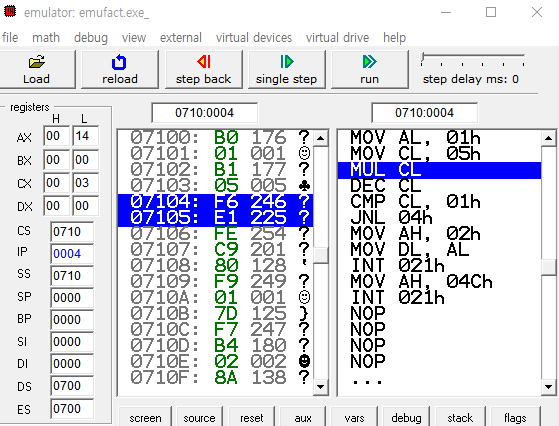 emulator: emufact.exe_
file math debug view external virtual devices virtual drive help
Load reload step back single step run step delay ms: 0
registers
H L
AX 00 14
BX 00 00
CX 00 03
DX 00 00
CS 0710
IP 0004
SS 0710
SP 0000
BP 0000
SI 0000
DI 0000
DS 0700
ES 0700
0710:0004
07100: B0 176 ?
07101: 01 001 ☺
07102: B1 177 ?
07103: 05 005 ♣
07104: F6 246 ?
07105: E1 225 ?
07106: FE 254 ?
07107: C9 201 ?
07108: 80 128 '
07109: F9 249 ?
0710A: 01 001 ☺
0710B: 7D 125 }
0710C: F7 247 ?
0710D: B4 180 ?
0710E: 02 002 ☻
0710F: 8A 138 ?
0710:0004
MOV AL, 01h
MOV CL, 05h
MUL CL
DEC CL
CMP CL, 01h
JNL 04h
MOV AH, 02h
MOV DL, AL
INT 021h
MOV AH, 04Ch
INT 021h
NOP
NOP
NOP
NOP
...
screen source reset aux vars debug stack flags